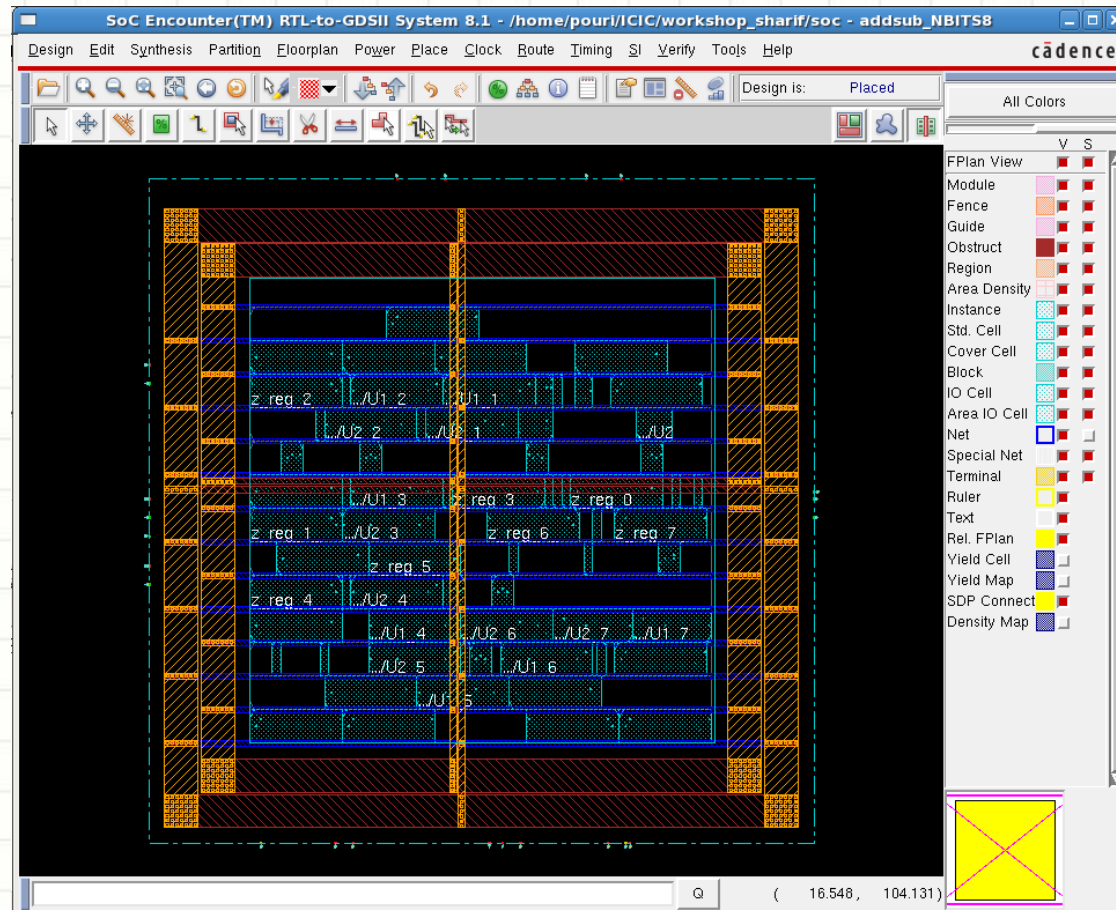 SoC Encounter(TM) RTL-to-GDSII System 8.1 - /home/pouri/ICIC/workshop_sharif/soc - addsub_NBITS8
Design Edit Synthesis Partition Floorplan Power Place Clock Route Timing SI Verify Tools Help
cādence
Design is: Placed
All Colors
V S
FPlan View
Module
Fence
Guide
Obstruct
Region
Area Density
Instance
Std. Cell
Cover Cell
Block
IO Cell
Area IO Cell
Net
Special Net
Terminal
Ruler
Text
Rel. FPlan
Yield Cell
Yield Map
SDP Connect
Density Map
z_reg_2 .../U1_2 .../U1_1
.../U2_2 .../U2_1 .../U2
.../U1_3 z_reg_3 z_reg_0
z_reg_1 .../U2_3 z_reg_6 z_reg_7
z_reg_5
z_reg_4 .../U2_4
.../U1_4 .../U2_6 .../U2_7 .../U1_7
.../U2_5 .../U1_6
.../U1_5
Q ( 16.548, 104.131)